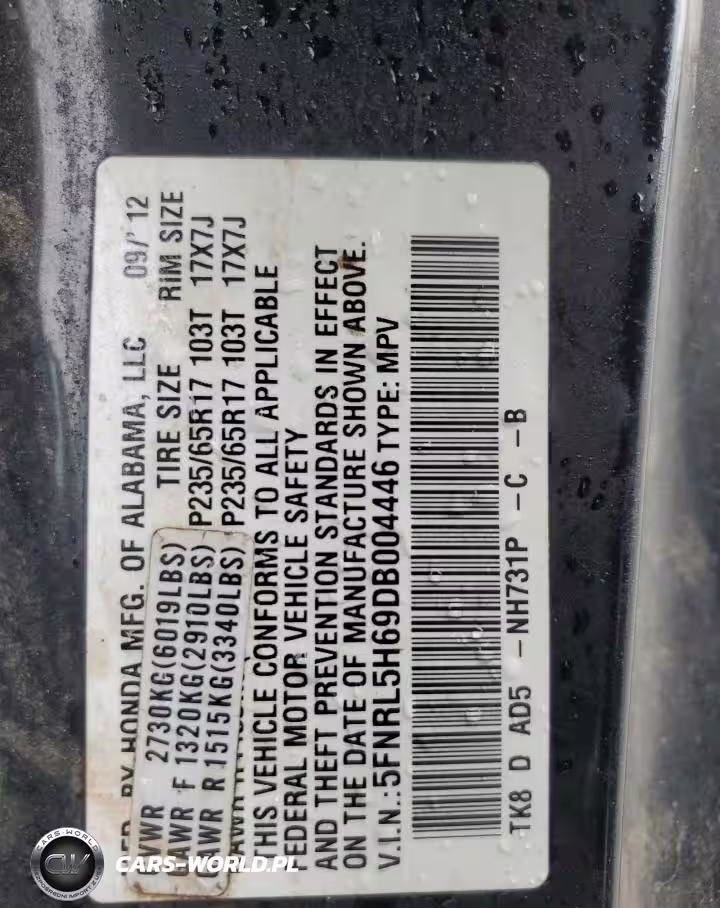 BY HONDA MFG. OF ALABAMA, LLC 09/'12
2730KG(6019LBS) TIRE SIZE RIM SIZE
F 1320KG(2910LBS) P235/65R17 103T 17X7J
R 1515KG(3340LBS) P235/65R17 103T 17X7J
THIS VEHICLE CONFORMS TO ALL APPLICABLE
FEDERAL MOTOR VEHICLE SAFETY
AND THEFT PREVENTION STANDARDS IN EFFECT
ON THE DATE OF MANUFACTURE SHOWN ABOVE.
V.I.N.:5FNRL5H69DB004446 TYPE: MPV
TK8 D AD5 -NH731P -C -B
CARS-WORLD
CARS-WORLD.PL